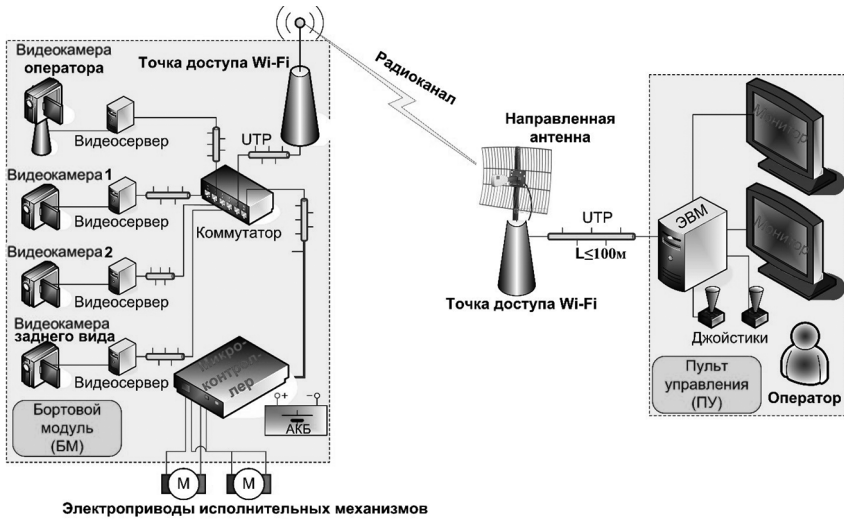 Видеокамера
оператора
Точка доступа Wi-Fi
Видеосервер
UTP
Видеокамера 1
Видеосервер
Коммутатор
Видеокамера 2
Видеосервер
Видеокамера
заднего вида
Видеосервер
Микро-
контрол-
лер
Бортовой
модуль
(БМ)
+
−
АКБ
М
М
Электроприводы исполнительных механизмов
Радиоканал
Направленная
антенна
UTP
L≤100м
Точка доступа Wi-Fi
Монитор
ЭВМ
Монитор
Джойстики
Пульт
управления
(ПУ)
Оператор